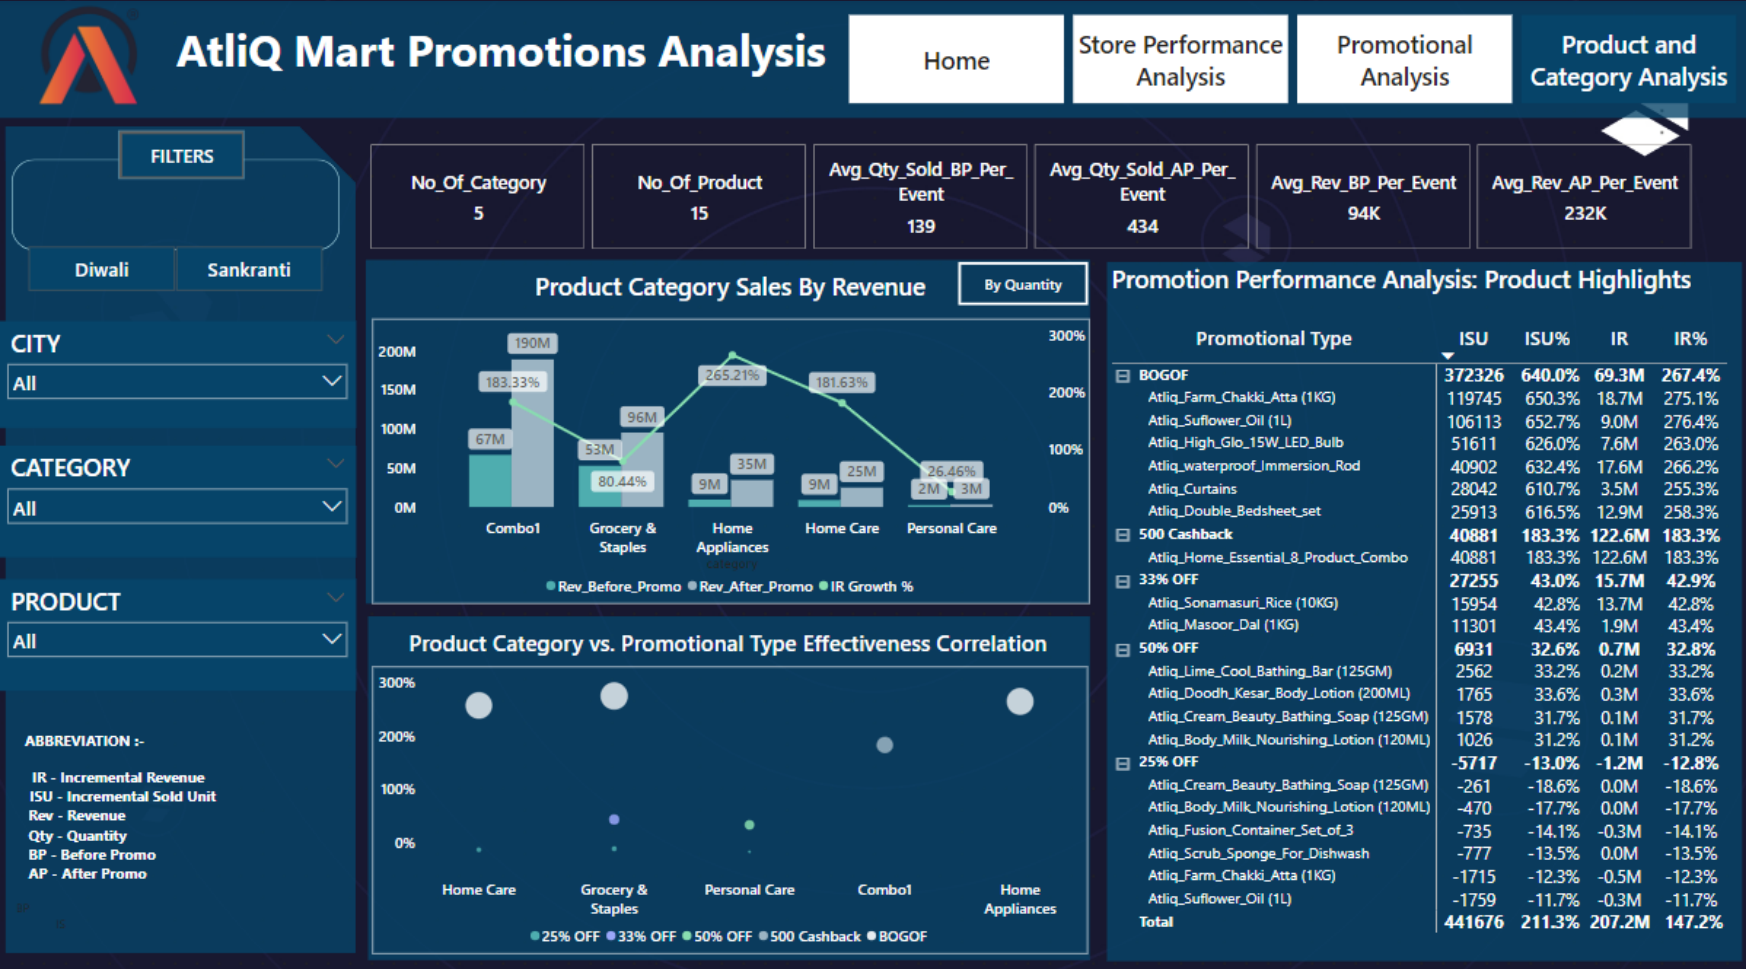 AtliQ Mart Promotions Analysis
Home
Store Performance
Analysis
Promotional
Analysis
Product and
Category Analysis
FILTERS
Diwali
Sankranti
CITY
All
CATEGORY
All
PRODUCT
All
ABBREVIATION :-
IR - Incremental Revenue
ISU - Incremental Sold Unit
Rev - Revenue
Qty - Quantity
BP - Before Promo
AP - After Promo
No_Of_Category
5
No_Of_Product
15
Avg_Qty_Sold_BP_Per_
Event
139
Avg_Qty_Sold_AP_Per_
Event
434
Avg_Rev_BP_Per_Event
94K
Avg_Rev_AP_Per_Event
232K
Product Category Sales By Revenue
By Quantity
200M
150M
100M
50M
0M
300%
200%
100%
0%
190M
183.33%
67M
96M
53M
80.44%
265.21%
35M
9M
181.63%
25M
9M
26.46%
2M
3M
Combo1
Grocery &
Staples
Home
Appliances
Home Care
Personal Care
category
Rev_Before_Promo Rev_After_Promo IR Growth %
Product Category vs. Promotional Type Effectiveness Correlation
300%
200%
100%
0%
Home Care
Grocery &
Staples
Personal Care
Combo1
Home
Appliances
25% OFF 33% OFF 50% OFF 500 Cashback BOGOF
Promotion Performance Analysis: Product Highlights
Promotional Type ISU ISU% IR IR%
BOGOF 372326 640.0% 69.3M 267.4%
Atliq_Farm_Chakki_Atta (1KG) 119745 650.3% 18.7M 275.1%
Atliq_Suflower_Oil (1L) 106113 652.7% 9.0M 276.4%
Atliq_High_Glo_15W_LED_Bulb 51611 626.0% 7.6M 263.0%
Atliq_waterproof_Immersion_Rod 40902 632.4% 17.6M 266.2%
Atliq_Curtains 28042 610.7% 3.5M 255.3%
Atliq_Double_Bedsheet_set 25913 616.5% 12.9M 258.3%
500 Cashback 40881 183.3% 122.6M 183.3%
Atliq_Home_Essential_8_Product_Combo 40881 183.3% 122.6M 183.3%
33% OFF 27255 43.0% 15.7M 42.9%
Atliq_Sonamasuri_Rice (10KG) 15954 42.8% 13.7M 42.8%
Atliq_Masoor_Dal (1KG) 11301 43.4% 1.9M 43.4%
50% OFF 6931 32.6% 0.7M 32.8%
Atliq_Lime_Cool_Bathing_Bar (125GM) 2562 33.2% 0.2M 33.2%
Atliq_Doodh_Kesar_Body_Lotion (200ML) 1765 33.6% 0.3M 33.6%
Atliq_Cream_Beauty_Bathing_Soap (125GM) 1578 31.7% 0.1M 31.7%
Atliq_Body_Milk_Nourishing_Lotion (120ML) 1026 31.2% 0.1M 31.2%
25% OFF -5717 -13.0% -1.2M -12.8%
Atliq_Cream_Beauty_Bathing_Soap (125GM) -261 -18.6% 0.0M -18.6%
Atliq_Body_Milk_Nourishing_Lotion (120ML) -470 -17.7% 0.0M -17.7%
Atliq_Fusion_Container_Set_of_3 -735 -14.1% -0.3M -14.1%
Atliq_Scrub_Sponge_For_Dishwash -777 -13.5% 0.0M -13.5%
Atliq_Farm_Chakki_Atta (1KG) -1715 -12.3% -0.5M -12.3%
Atliq_Suflower_Oil (1L) -1759 -11.7% -0.3M -11.7%
Total 441676 211.3% 207.2M 147.2%